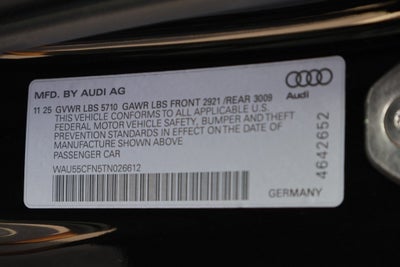 MFD. BY AUDI AG
11 25 GVWR LBS 5710 GAWR LBS FRONT 2921 /REAR 3009
THIS VEHICLE CONFORMS TO ALL APPLICABLE U.S.
FEDERAL MOTOR VEHICLE SAFETY, BUMPER AND THEFT
PREVENTION STANDARDS IN EFFECT ON THE
DATE OF MANUFACTURE SHOWN ABOVE
PASSENGER CAR
WAU55CFN5TN026612
GERMANY
Audi
4642652